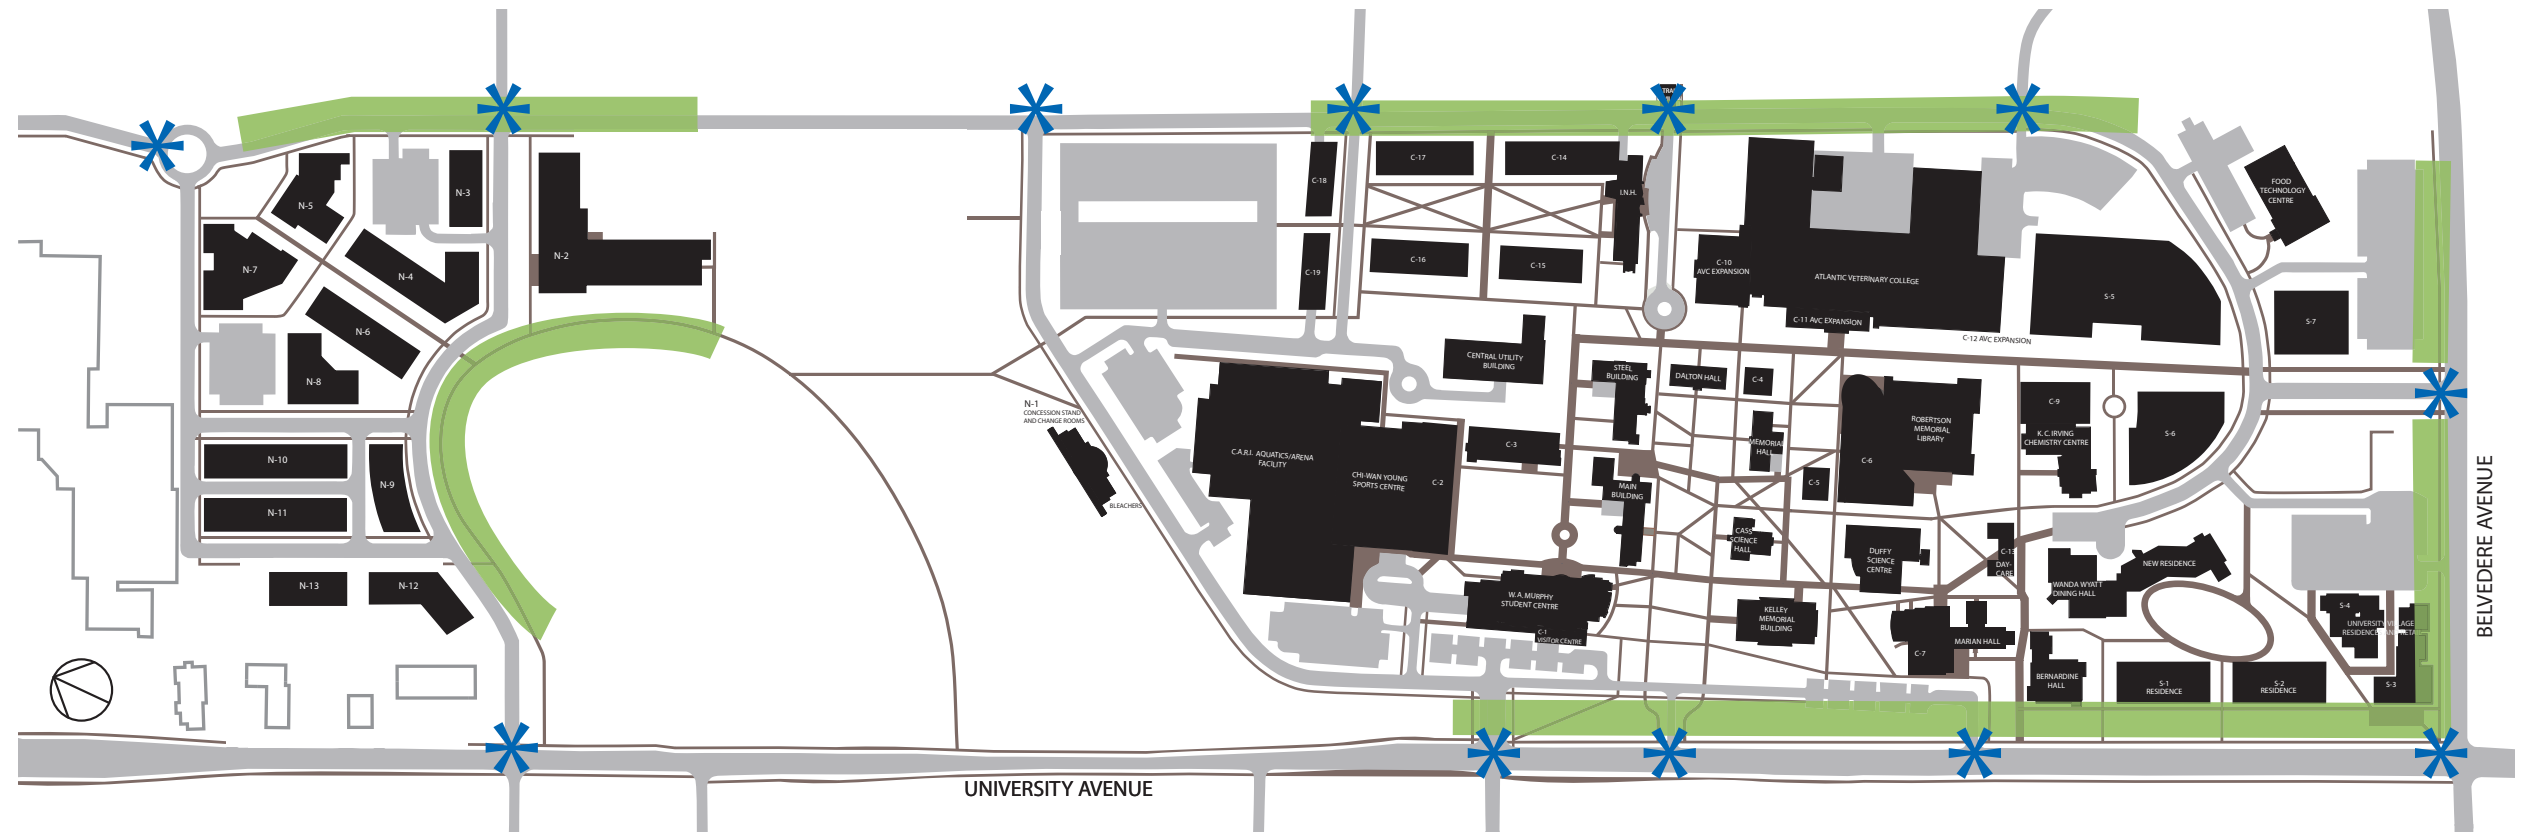 N-5
N-3
N-7
N-4
N-2
N-6
N-8
N-10
N-9
N-11
N-13
N-12
N-1
CONCESSION STAND
AND CHANGE ROOMS
BLEACHERS
C-18
C-17
C-14
I.N.H.
C-19
C-16
C-15
C-10
AVC EXPANSION
ATLANTIC VETERINARY COLLEGE
C-11 AVC EXPANSION
C-12 AVC EXPANSION
S-5
FOOD
TECHNOLOGY
CENTRE
S-7
CENTRAL UTILITY
BUILDING
STEEL
BUILDING
DALTON HALL
C-4
C.A.R.I. AQUATICS/ARENA
FACILITY
CHI-WAN YOUNG
SPORTS CENTRE
C-2
C-3
MEMORIAL
HALL
MAIN
BUILDING
C-5
C-6
ROBERTSON
MEMORIAL
LIBRARY
C-9
K.C. IRVING
CHEMISTRY CENTRE
S-6
CASS
SCIENCE
HALL
DUFFY
SCIENCE
CENTRE
C-13
DAY-
CARE
WANDA WYATT
DINING HALL
NEW RESIDENCE
W. A. MURPHY
STUDENT CENTRE
C-1
VISITOR CENTRE
KELLEY
MEMORIAL
BUILDING
MARIAN HALL
C-7
BERNARDINE
HALL
S-1
RESIDENCE
S-2
RESIDENCE
S-4
UNIVERSITY VILLAGE
S-3
BELVEDERE AVENUE
UNIVERSITY AVENUE